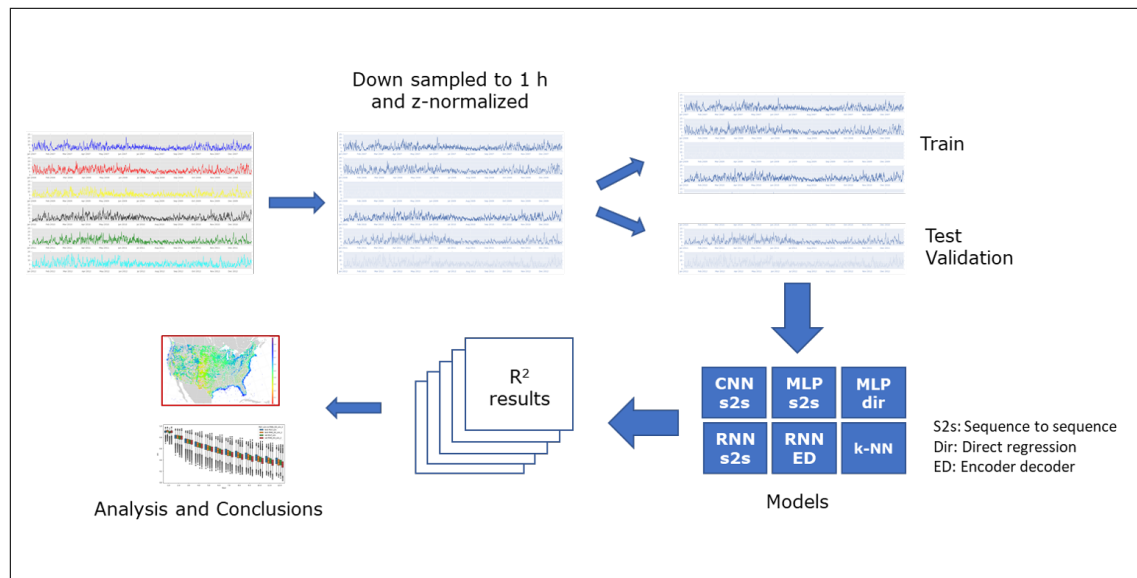 Down sampled to 1 h
and z-normalized
Train
Test
Validation
CNN
s2s
MLP
s2s
MLP
dir
RNN
s2s
RNN
ED
k-NN
Models
S2s: Sequence to sequence
Dir: Direct regression
ED: Encoder decoder
R²
results
Analysis and Conclusions